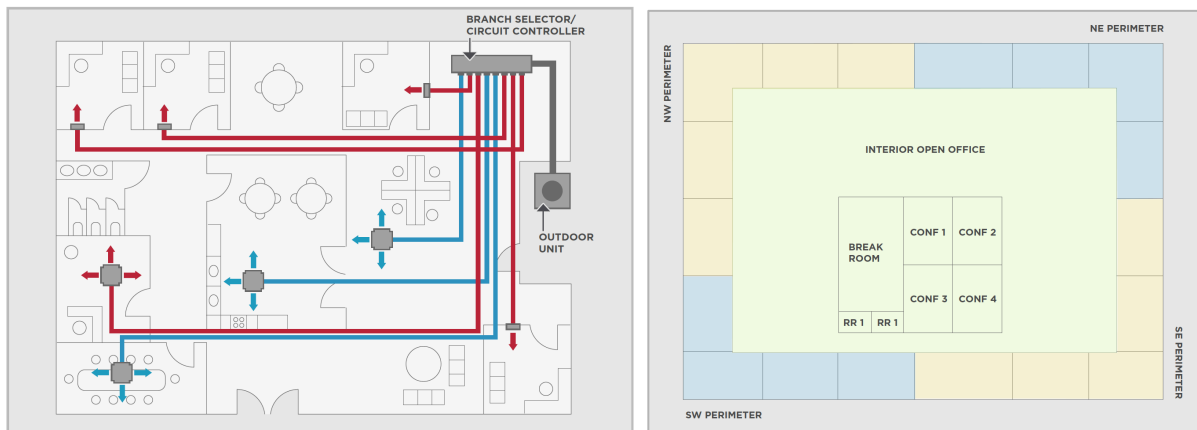 BRANCH SELECTOR/
CIRCUIT CONTROLLER
OUTDOOR
UNIT
NE PERIMETER
NW PERIMETER
INTERIOR OPEN OFFICE
BREAK
ROOM
CONF 1
CONF 2
CONF 3
CONF 4
RR 1
RR 1
SE PERIMETER
SW PERIMETER